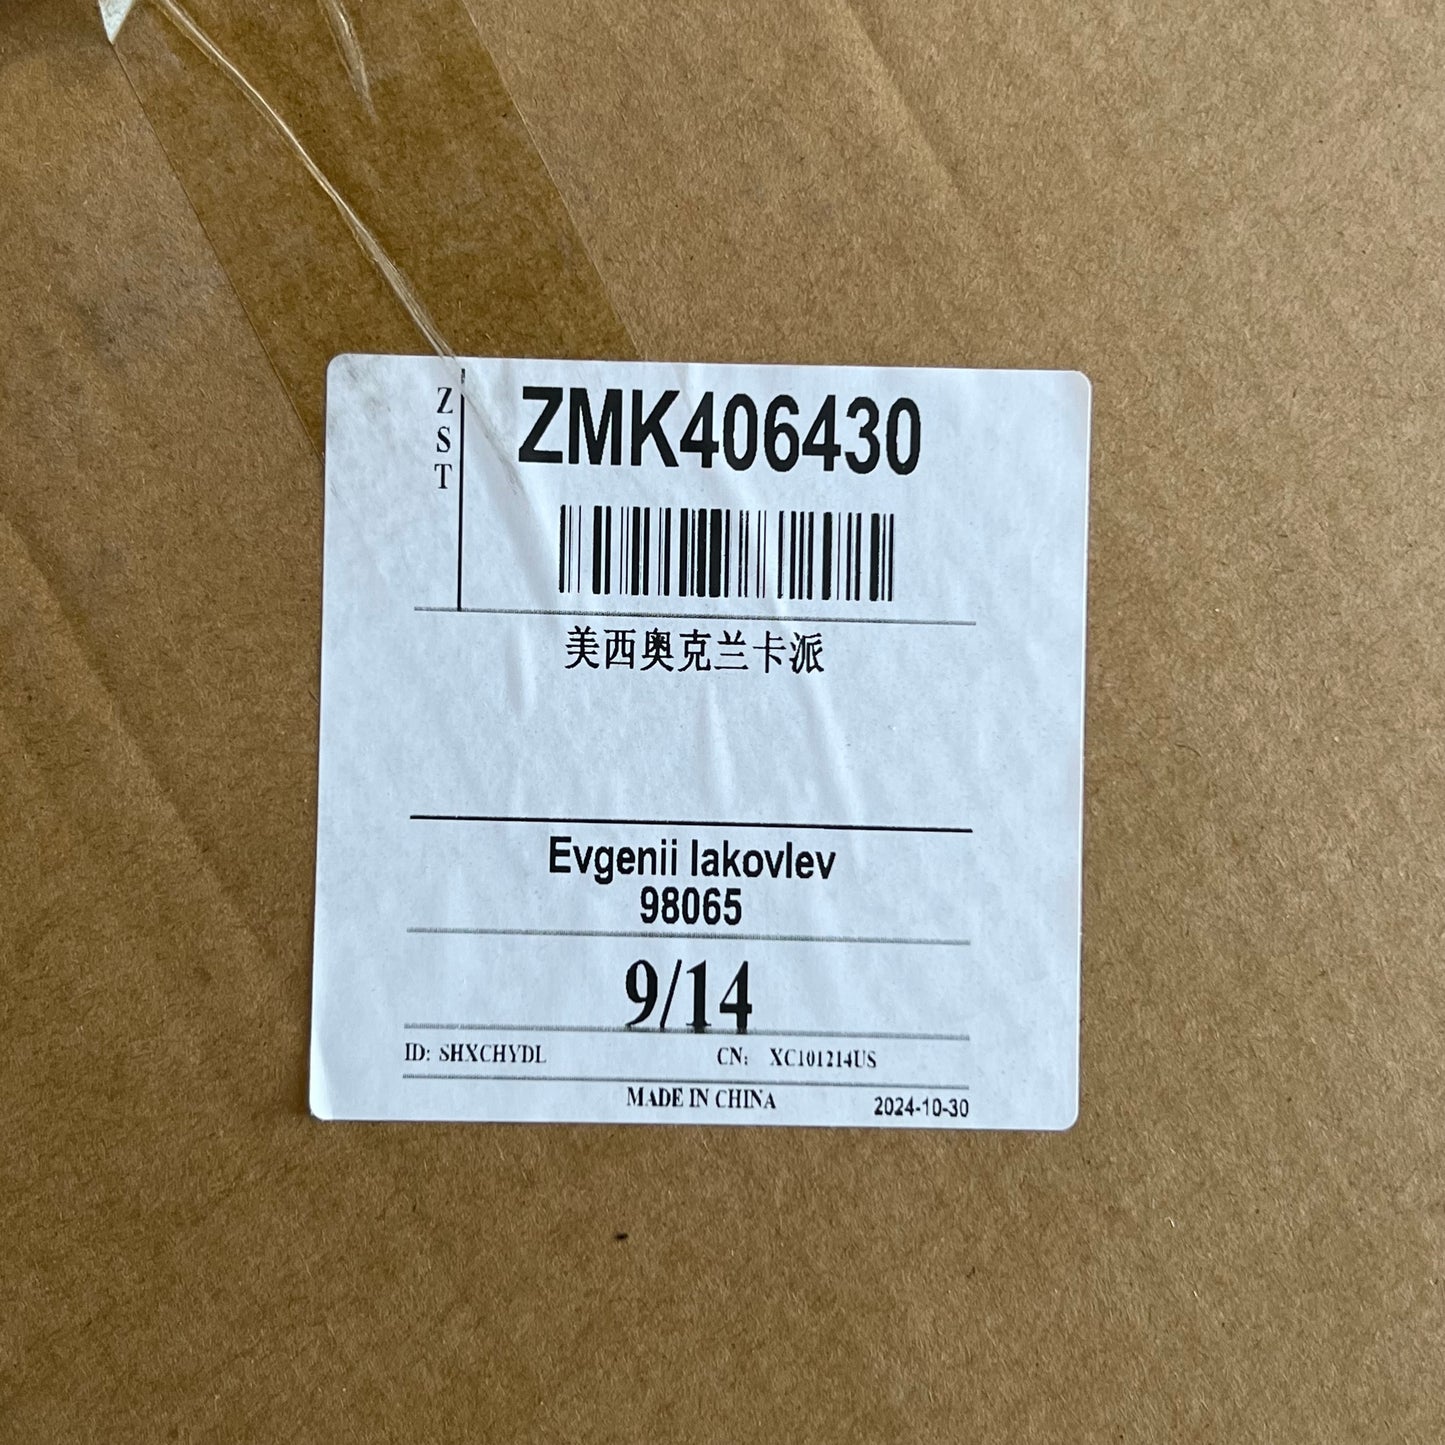 ZST
ZMK406430
美西奥克兰卡派
Evgenii Iakovlev
98065
9/14
ID: SHXCHYDL
CN: XC101214US
MADE IN CHINA
2024-10-30